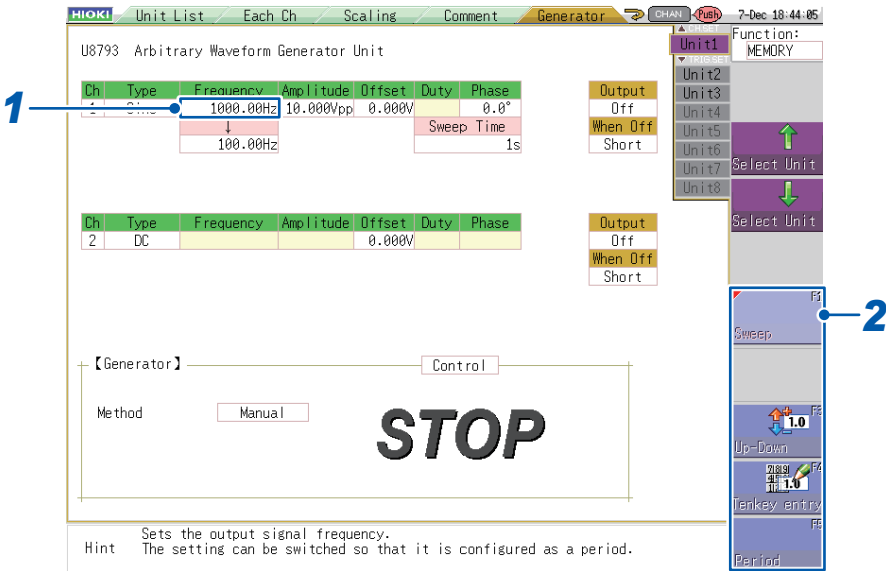 HIOKI Unit List Each Ch Scaling Comment Generator CHAN Push 7-Dec 18:44:05
CH.SET
Unit1
TRIG SET
Unit2
Unit3
Unit4
Unit5
Unit6
Unit7
Unit8
Function:
MEMORY
Select Unit
Select Unit
U8793 Arbitrary Waveform Generator Unit
Ch Type Frequency Amplitude Offset Duty Phase
1 1000.00Hz 10.000Vpp 0.000V 0.0°
↓ Sweep Time
100.00Hz 1s
Output
Off
When Off
Short
1
Ch Type Frequency Amplitude Offset Duty Phase
2 DC 0.000V
Output
Off
When Off
Short
2
F1
Sweep
F3
1.0
Up-Down
F4
1.0
Tenkey entry
F5
Period
【Generator】 Control
Method Manual
STOP
Hint Sets the output signal frequency.
The setting can be switched so that it is configured as a period.